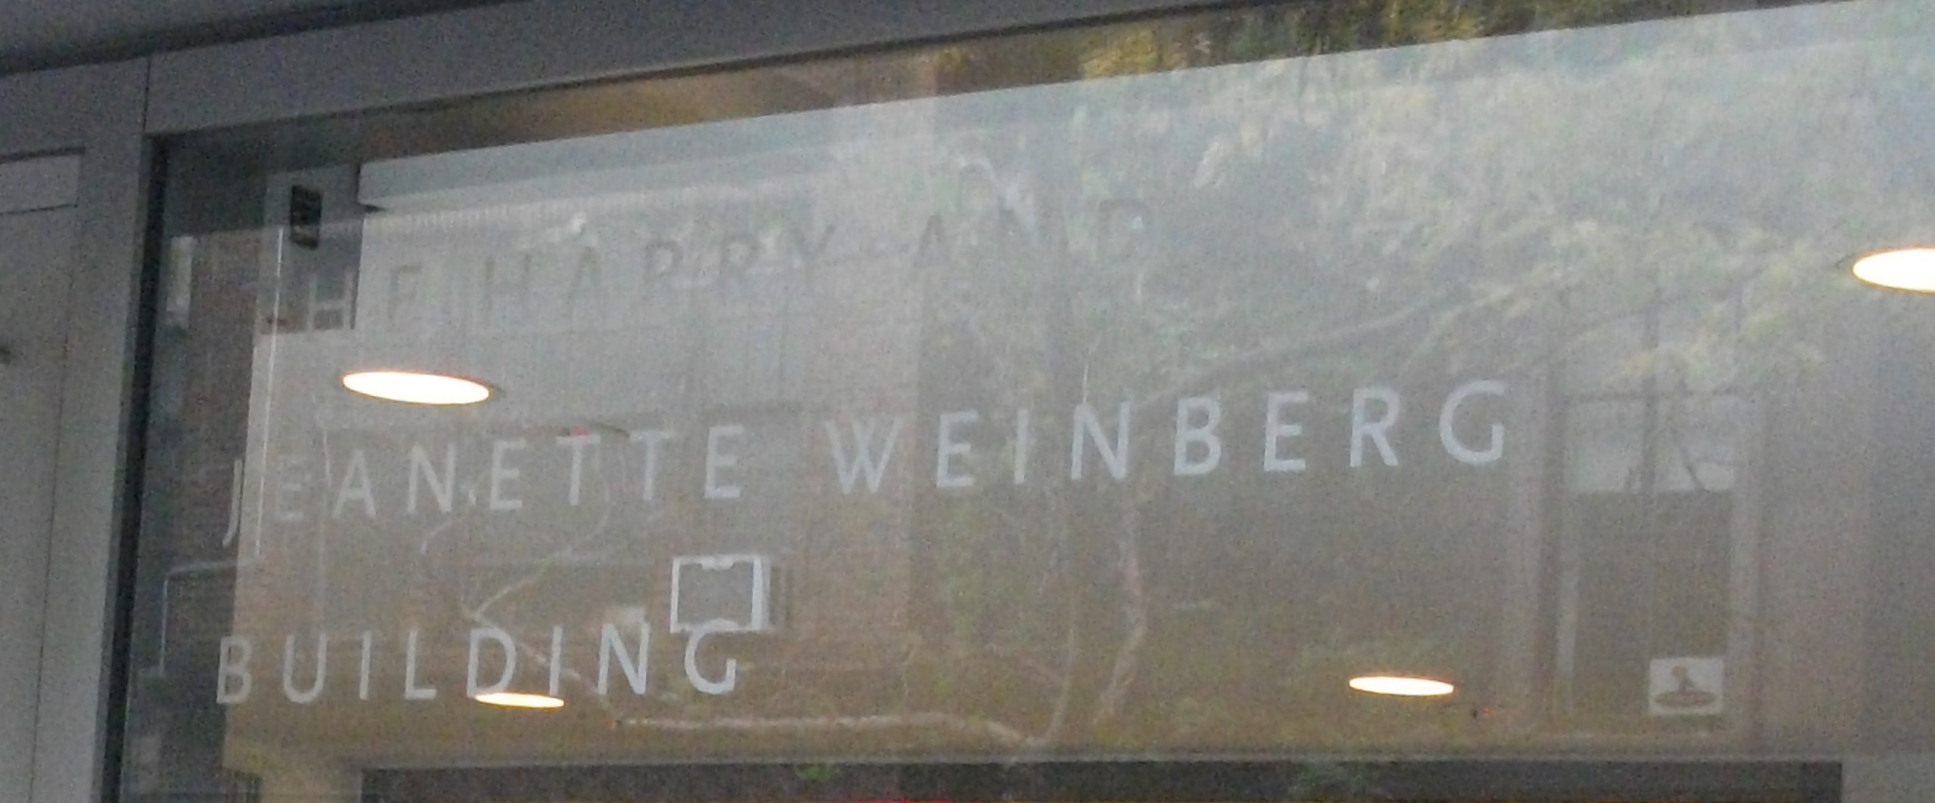 THE HARRY AND
JEANETTE WEINBERG
BUILDING